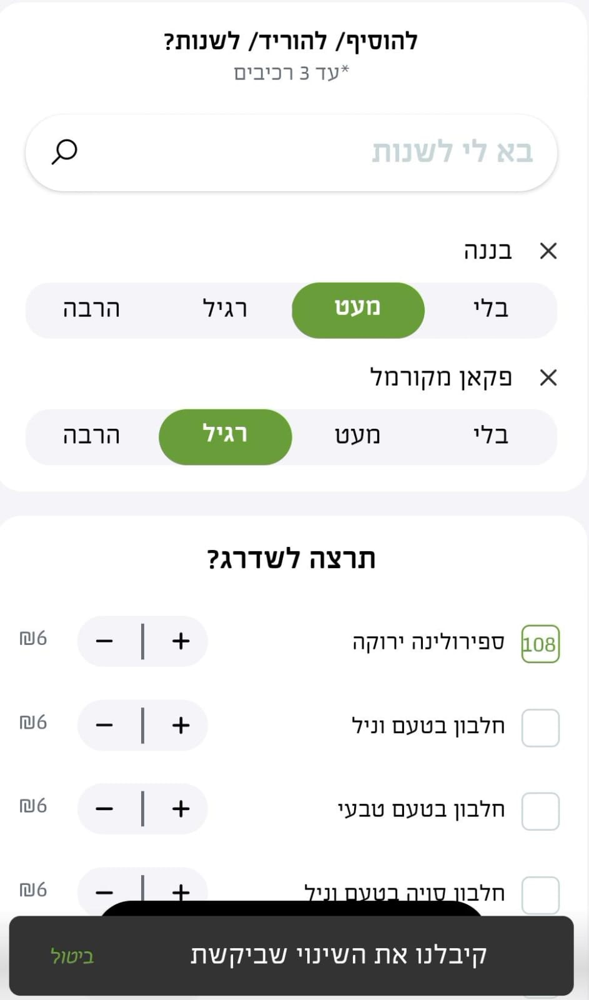 להוסיף/ להוריד/ לשנות?
*עד 3 רכיבים
בא לי לשנות
בננה
בלי מעט רגיל הרבה
פקאן מקורמל
בלי מעט רגיל הרבה
תרצה לשדרג?
108 ספירולינה ירוקה + | − ₪6
חלבון בטעם וניל + | − ₪6
חלבון בטעם טבעי + | − ₪6
חלבון סויה בטעם וניל + | − ₪6
קיבלנו את השינוי שביקשת ביטול